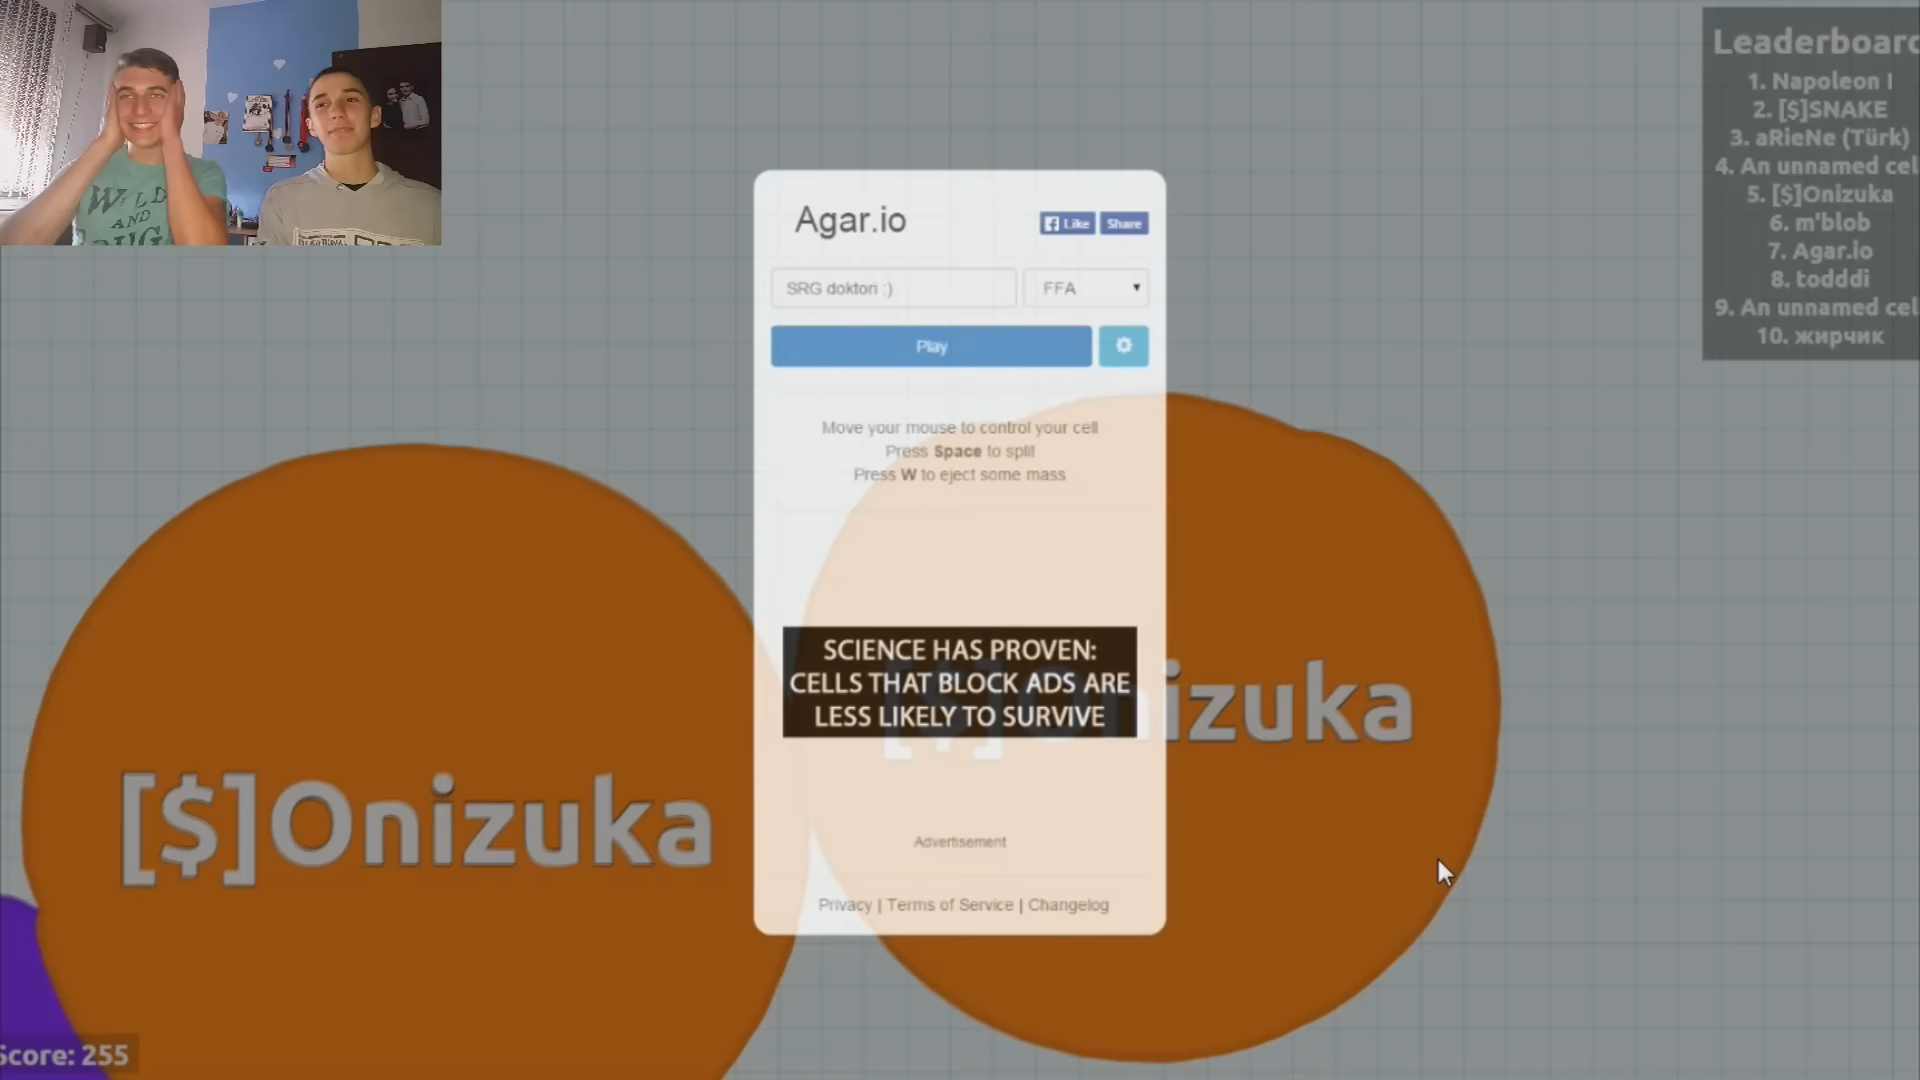 WILD
AND
Leaderboard
1. Napoleon I
2. [$]SNAKE
3. aRieNe (Türk)
4. An unnamed cel
5. [$]Onizuka
6. m'blob
7. Agar.io
8. todddi
9. An unnamed cel
10. жирчик
Agar.io
Like Share
SRG doktori :)
FFA
Play
Move your mouse to control your cell
Press Space to split
Press W to eject some mass
SCIENCE HAS PROVEN:
CELLS THAT BLOCK ADS ARE
LESS LIKELY TO SURVIVE
[$]Onizuka
[$]Onizuka
Advertisement
Privacy | Terms of Service | Changelog
Score: 255